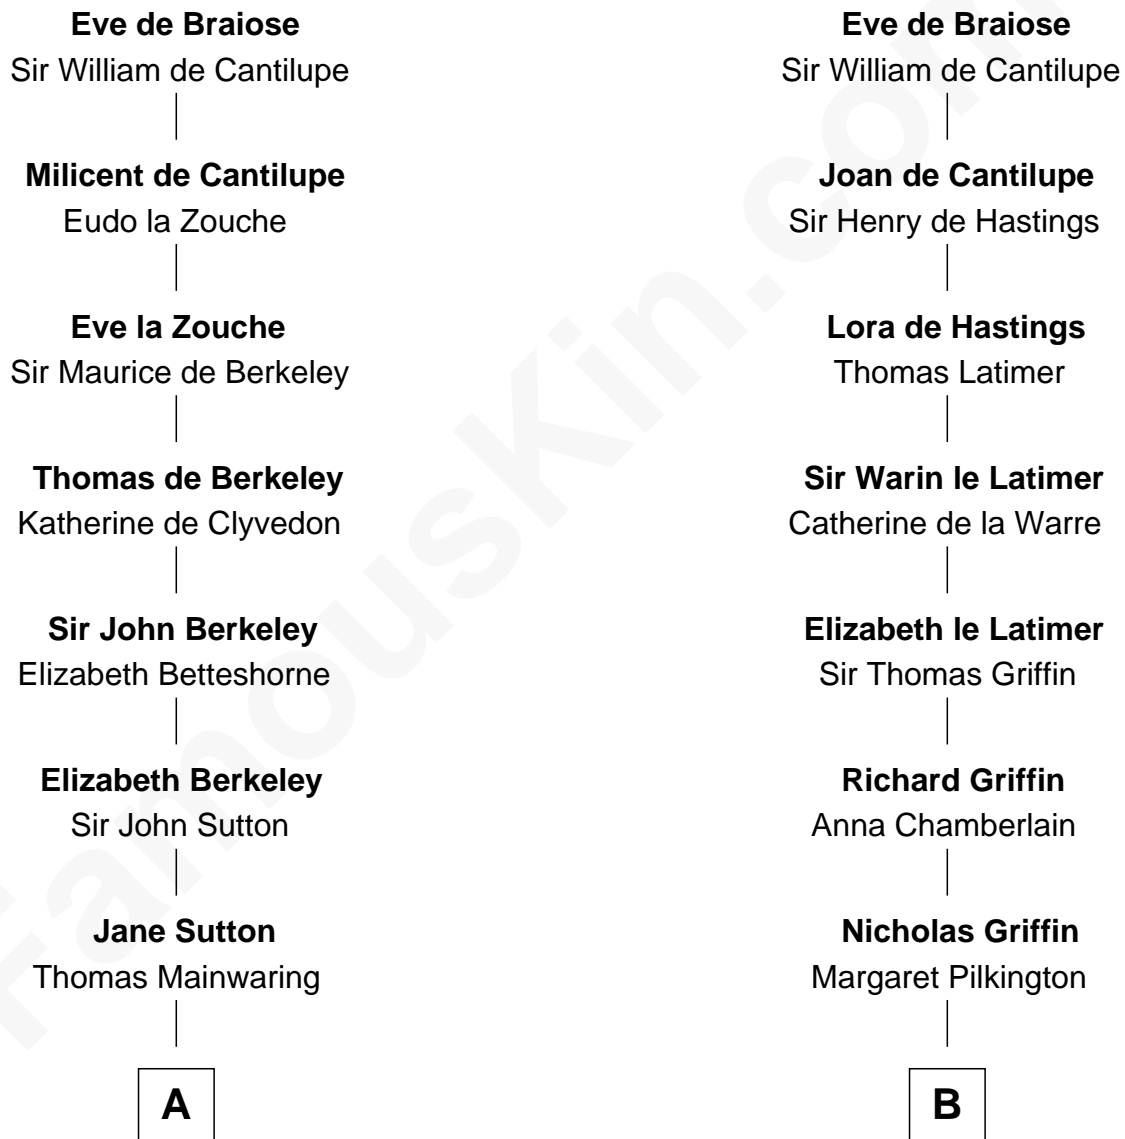 Eve de Braiose
Sir William de Cantilupe
Milicent de Cantilupe
Eudo la Zouche
Eve la Zouche
Sir Maurice de Berkeley
Thomas de Berkeley
Katherine de Clyvedon
Sir John Berkeley
Elizabeth Betteshorne
Elizabeth Berkeley
Sir John Sutton
Jane Sutton
Thomas Mainwaring
A
Eve de Braiose
Sir William de Cantilupe
Joan de Cantilupe
Sir Henry de Hastings
Lora de Hastings
Thomas Latimer
Sir Warin le Latimer
Catherine de la Warre
Elizabeth le Latimer
Sir Thomas Griffin
Richard Griffin
Anna Chamberlain
Nicholas Griffin
Margaret Pilkington
B
FamousKin.com